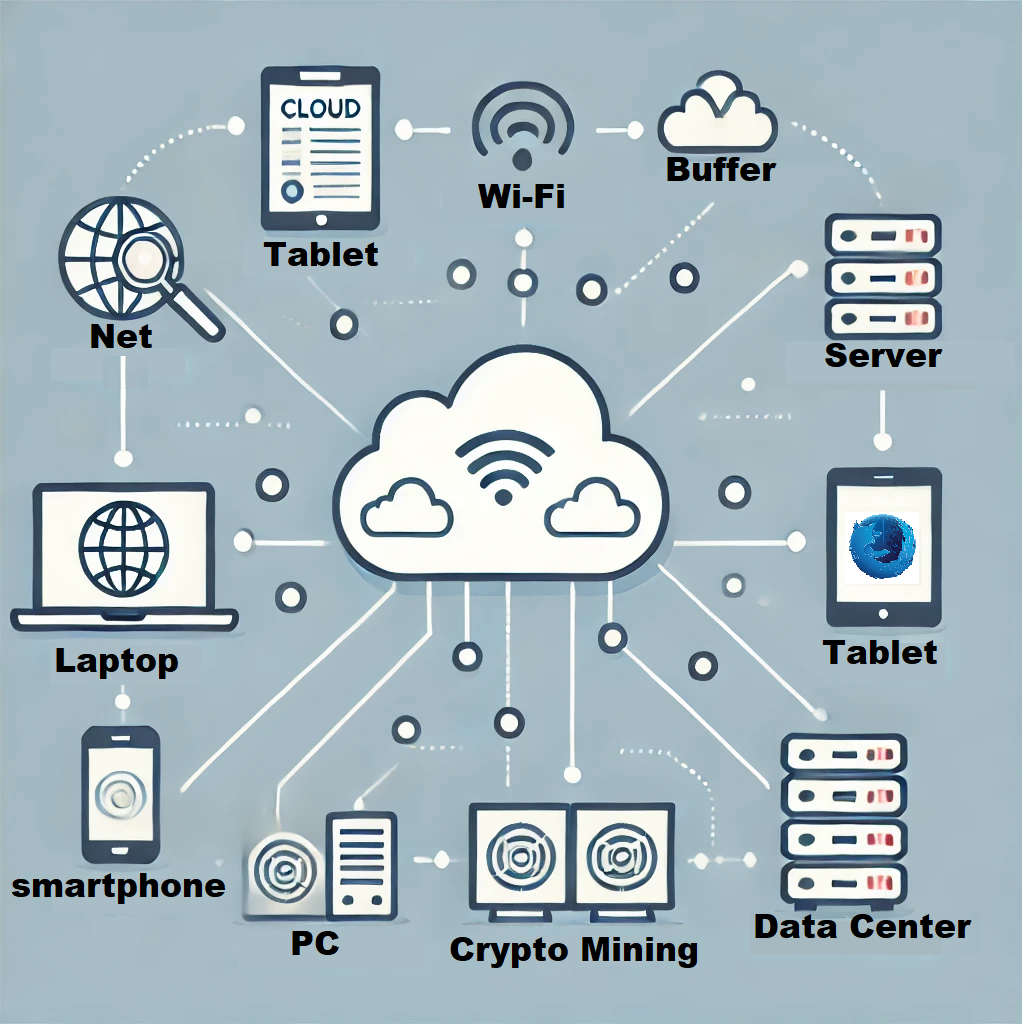 CLOUD
Wi-Fi
Buffer
Tablet
Net
Server
Laptop
Tablet
smartphone
PC
Crypto Mining
Data Center